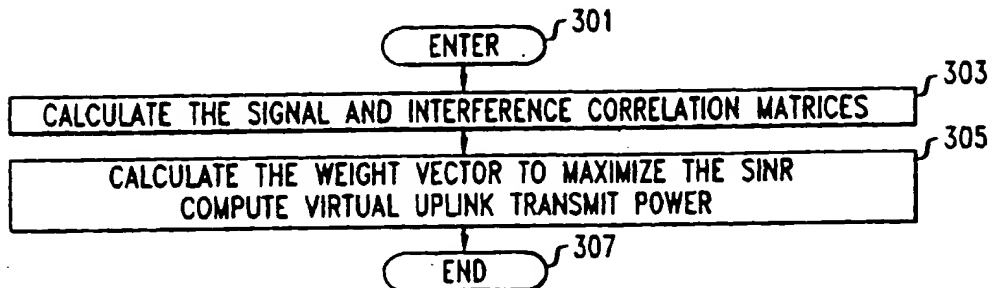 ENTER
301
CALCULATE THE SIGNAL AND INTERFERENCE CORRELATION MATRICES
303
CALCULATE THE WEIGHT VECTOR TO MAXIMIZE THE SINR
COMPUTE VIRTUAL UPLINK TRANSMIT POWER
305
END
307